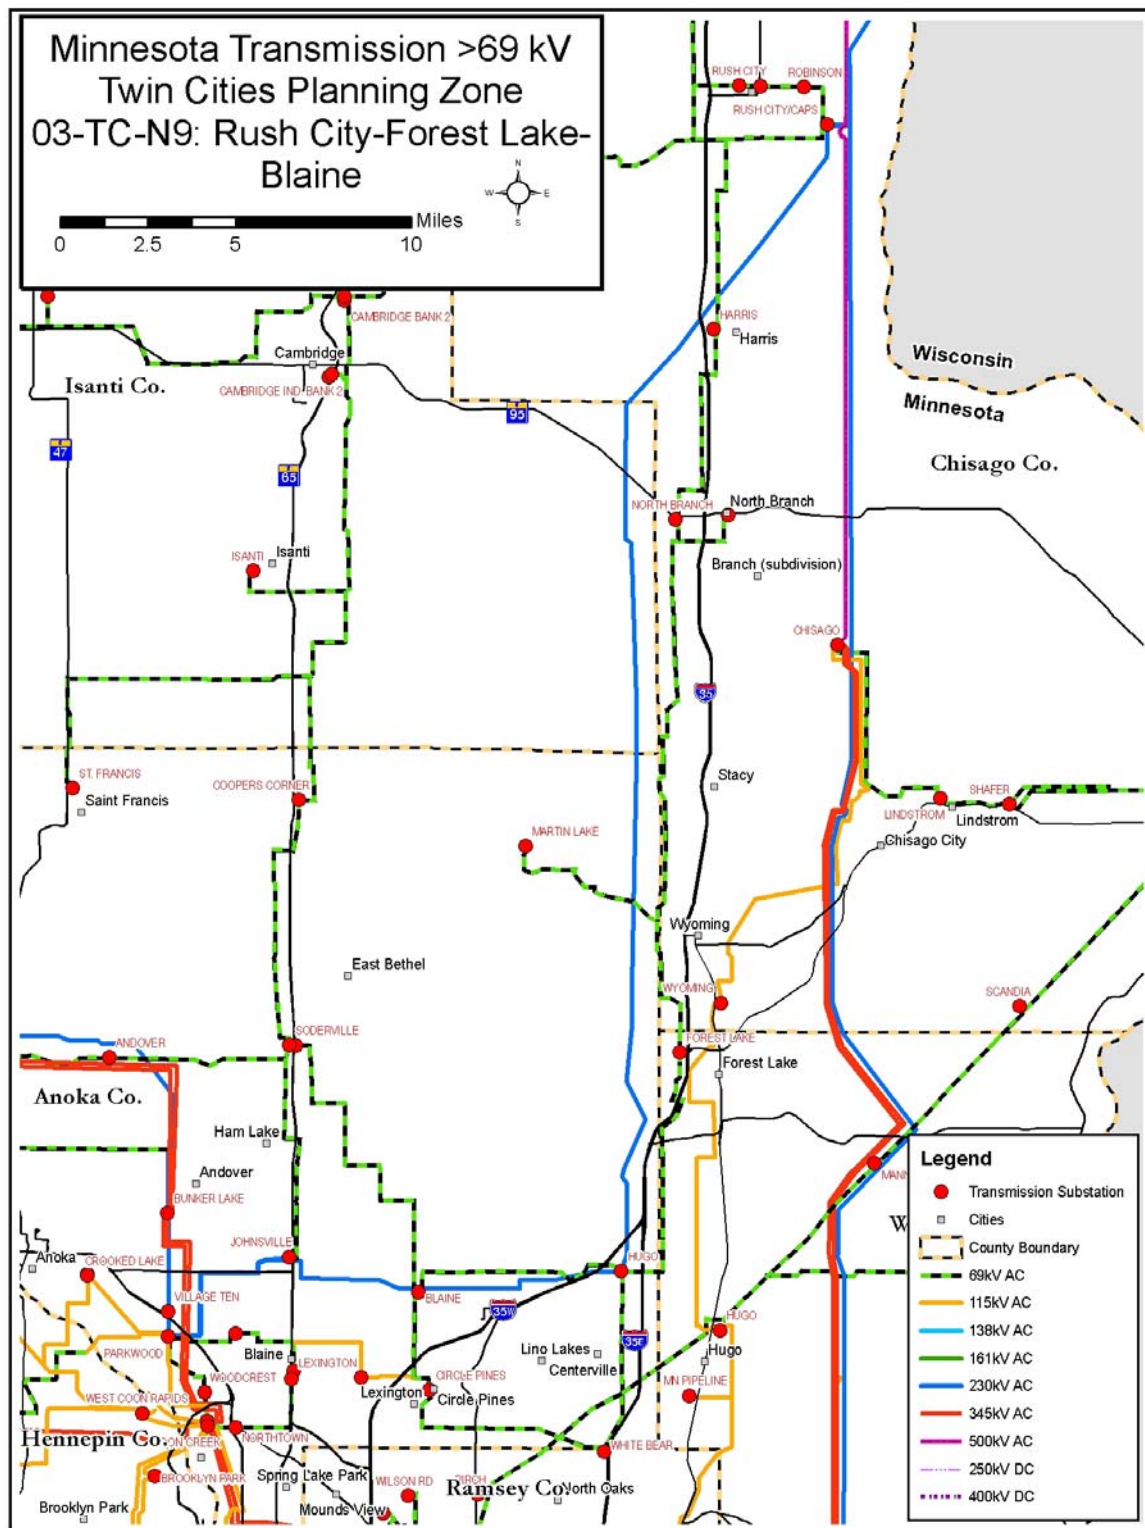 Minnesota Transmission >69 kV
Twin Cities Planning Zone
03-TC-N9: Rush City-Forest Lake-
Blaine
N
W E
S
Miles
0 2.5 5 10
RUSH CITY
ROBINSON
RUSH CITY/CAPS
CAMBRIDGE BANK 2
HARRIS
Harris
Cambridge
Wisconsin
Isanti Co.
CAMBRIDGE IND. BANK 2
Minnesota
95
47
65
Chisago Co.
NORTH BRANCH
North Branch
ISANTI
Isanti
Branch (subdivision)
CHISAGO
35
ST. FRANCIS
Saint Francis
COOPERS CORNER
Stacy
SHAFER
LINDSTROM
Lindstrom
MARTIN LAKE
Chisago City
Wyoming
East Bethel
WYOMING
SCANDIA
SODERVILLE
ANDOVER
FOREST LAKE
Forest Lake
Anoka Co.
Ham Lake
Andover
BUNKER LAKE
MANN
W
JOHNSVILLE
Anoka
CROOKED LAKE
HUGO
BLAINE
VILLAGE TEN
35W
HUGO
PARKWOOD
35E
Blaine
LEXINGTON
Lino Lakes
Centerville
Hugo
WOODCREST
CIRCLE PINES
Lexington
Circle Pines
MN PIPELINE
WEST COON RAPIDS
Hennepin Co.
ON CREEK
NORTHTOWN
WHITE BEAR
BROOKLYN PARK
Spring Lake Park
WILSON RD
BIRCH
Ramsey Co.
North Oaks
Brooklyn Park
Mounds View
Legend
Transmission Substation
Cities
County Boundary
69kV AC
115kV AC
138kV AC
161kV AC
230kV AC
345kV AC
500kV AC
250kV DC
400kV DC